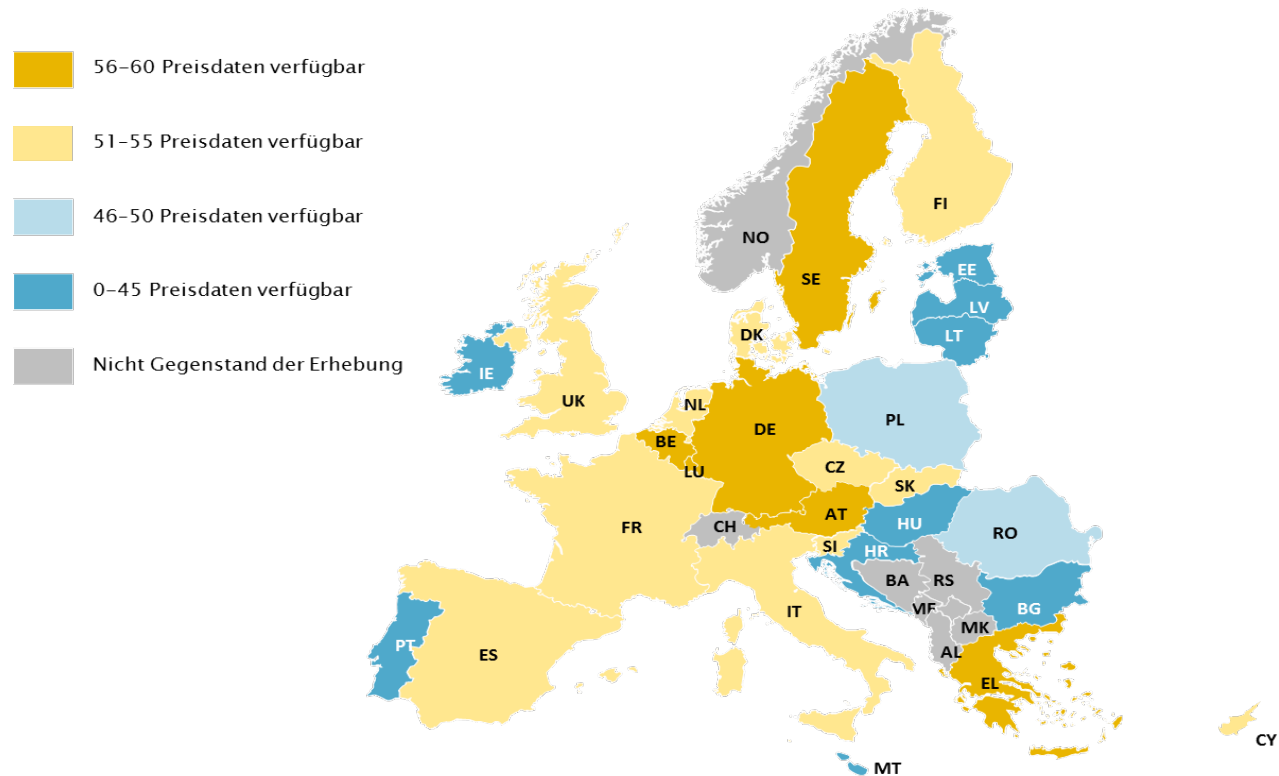 56–60 Preisdaten verfügbar
51–55 Preisdaten verfügbar
46–50 Preisdaten verfügbar
0–45 Preisdaten verfügbar
Nicht Gegenstand der Erhebung
FI
NO
SE
EE
LV
LT
DK
IE
UK
NL
PL
DE
BE
LU
CZ
SK
AT
CH
HU
FR
RO
SI
HR
BA
RS
BG
IT
MK
PT
ES
AL
EL
CY
MT